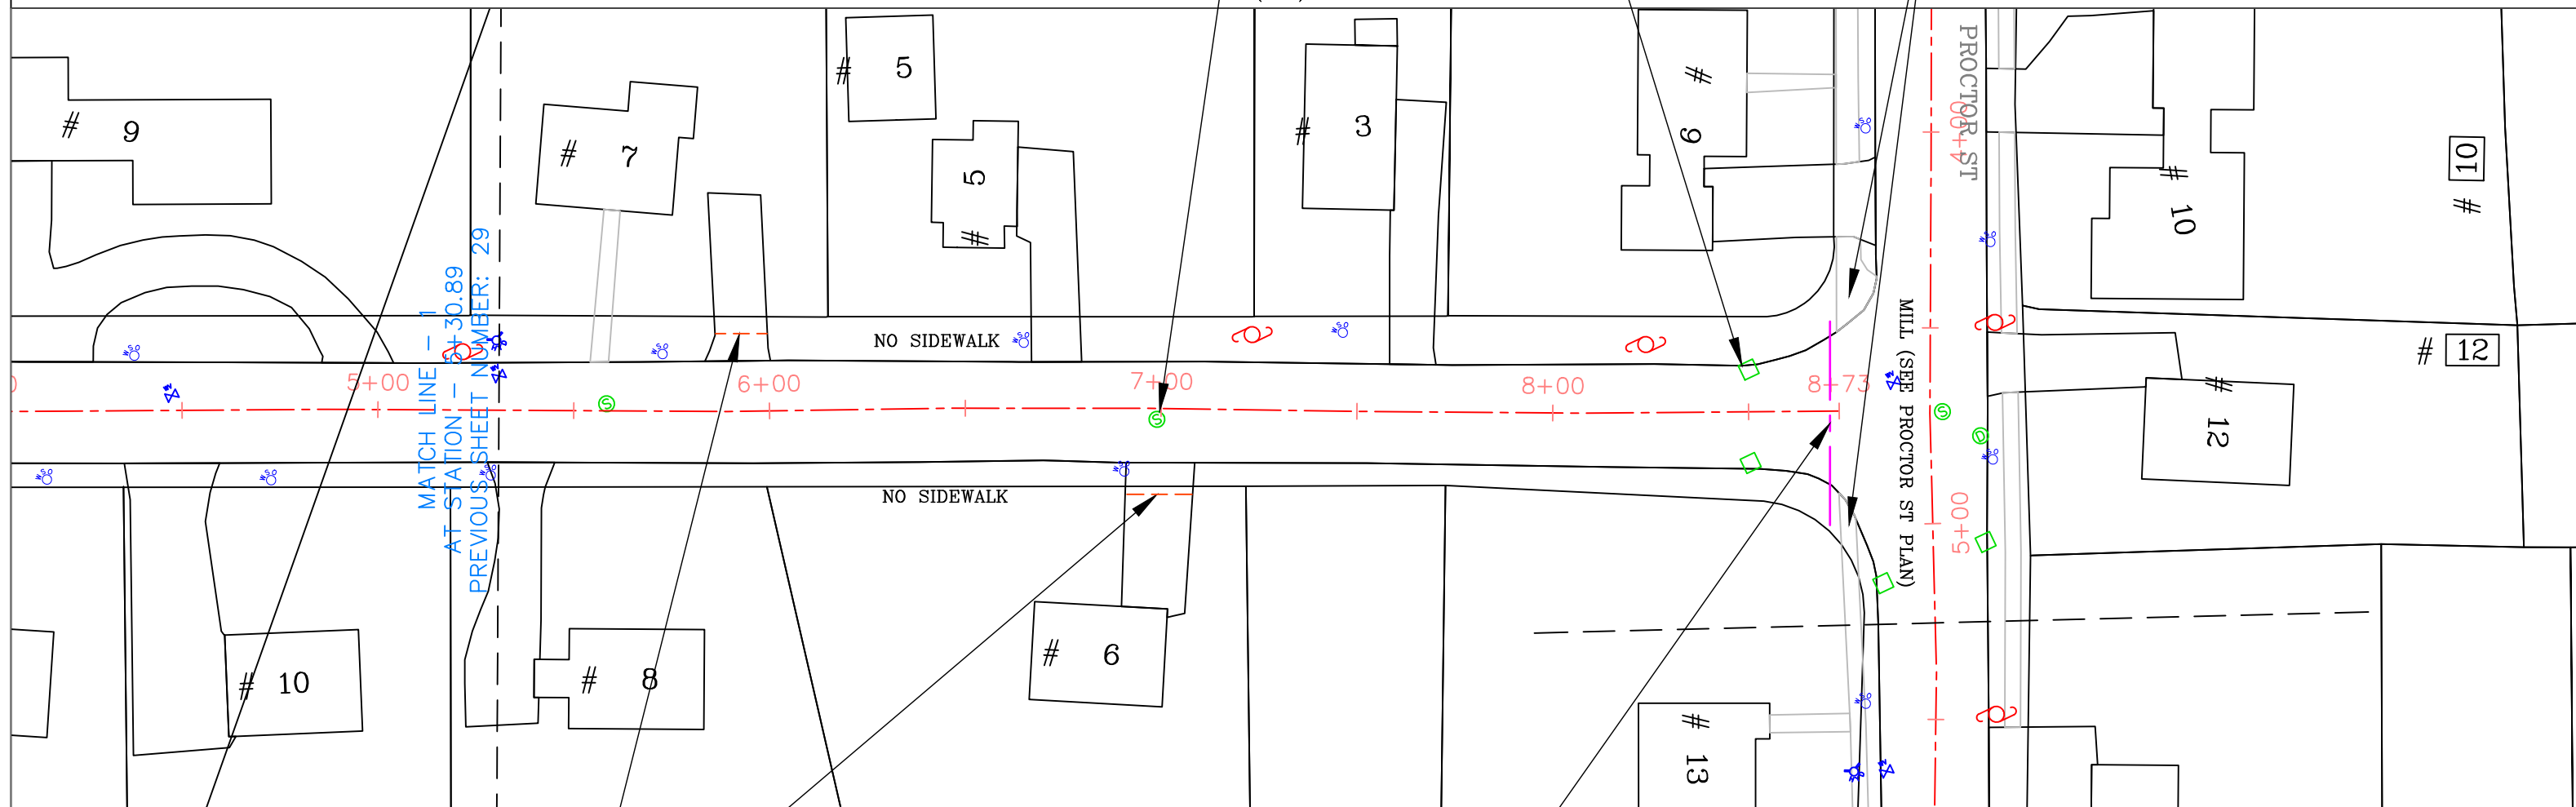 # 9
# 7
# 5
# 5
# 3
# 9
PROCTOR ST
4+00
# 10
# 10
MATCH LINE - 1
AT STATION - 5+30.89
PREVIOUS SHEET NUMBER: 29
NO SIDEWALK
5+00
6+00
7+00
8+00
8+73
MILL (SEE PROCTOR ST PLAN)
# 12
# 12
NO SIDEWALK
5+00
# 10
# 8
# 6
# 13
S
S
S
D